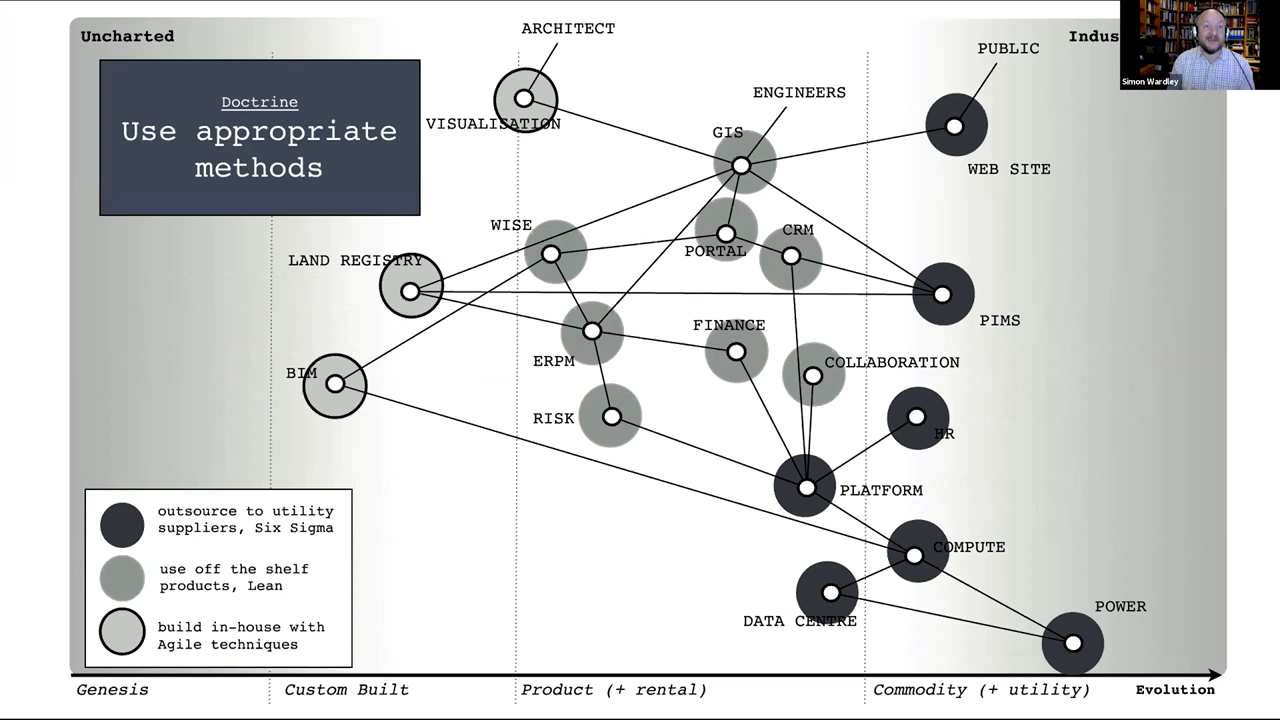 Uncharted
Indus
Simon Wardley
Doctrine
Use appropriate
methods
ARCHITECT
VISUALISATION
ENGINEERS
GIS
PUBLIC
WEB SITE
WISE
LAND REGISTRY
PORTAL
CRM
PIMS
FINANCE
ERPM
COLLABORATION
BIM
RISK
HR
PLATFORM
COMPUTE
DATA CENTRE
POWER
outsource to utility
suppliers, Six Sigma
use off the shelf
products, Lean
build in-house with
Agile techniques
Genesis
Custom Built
Product (+ rental)
Commodity (+ utility)
Evolution